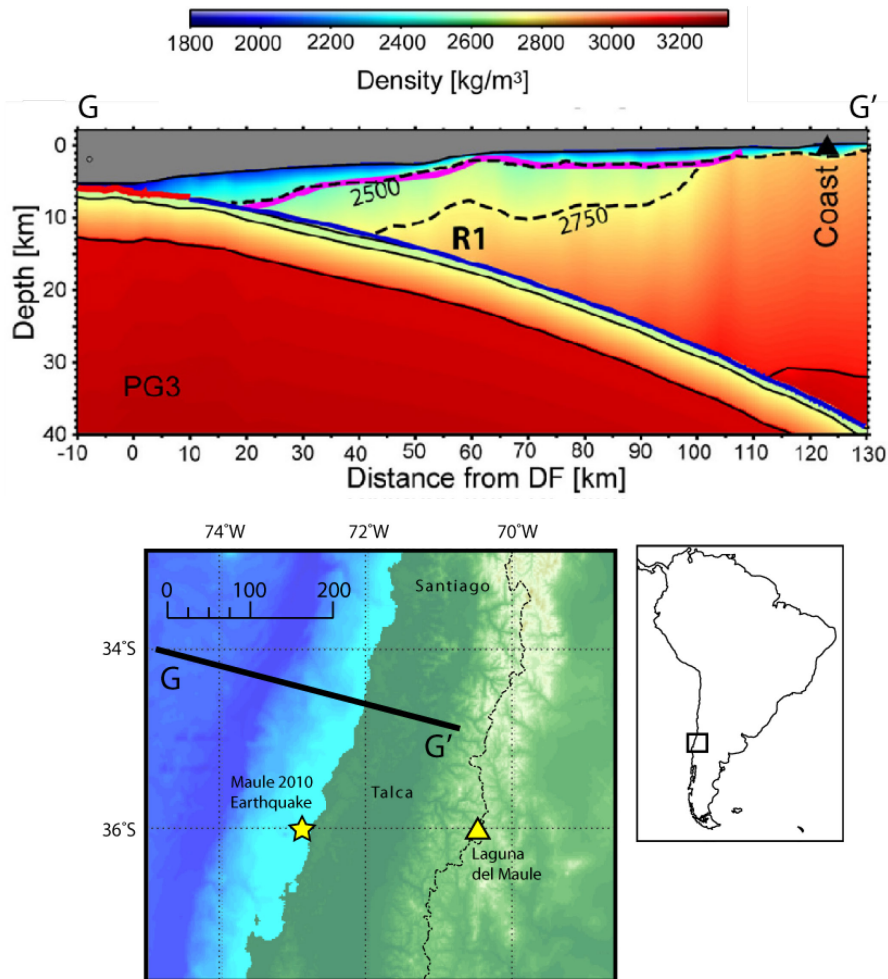 1800 2000 2200 2400 2600 2800 3000 3200
Density [kg/m³]
G G'
0
10
20
30
40
Depth [km]
2500
2750
R1
PG3
Coast
-10 0 10 20 30 40 50 60 70 80 90 100 110 120 130
Distance from DF [km]
74°W 72°W 70°W
0 100 200
Santiago
34°S
G
G'
Maule 2010
Earthquake
Talca
36°S
Laguna
del Maule